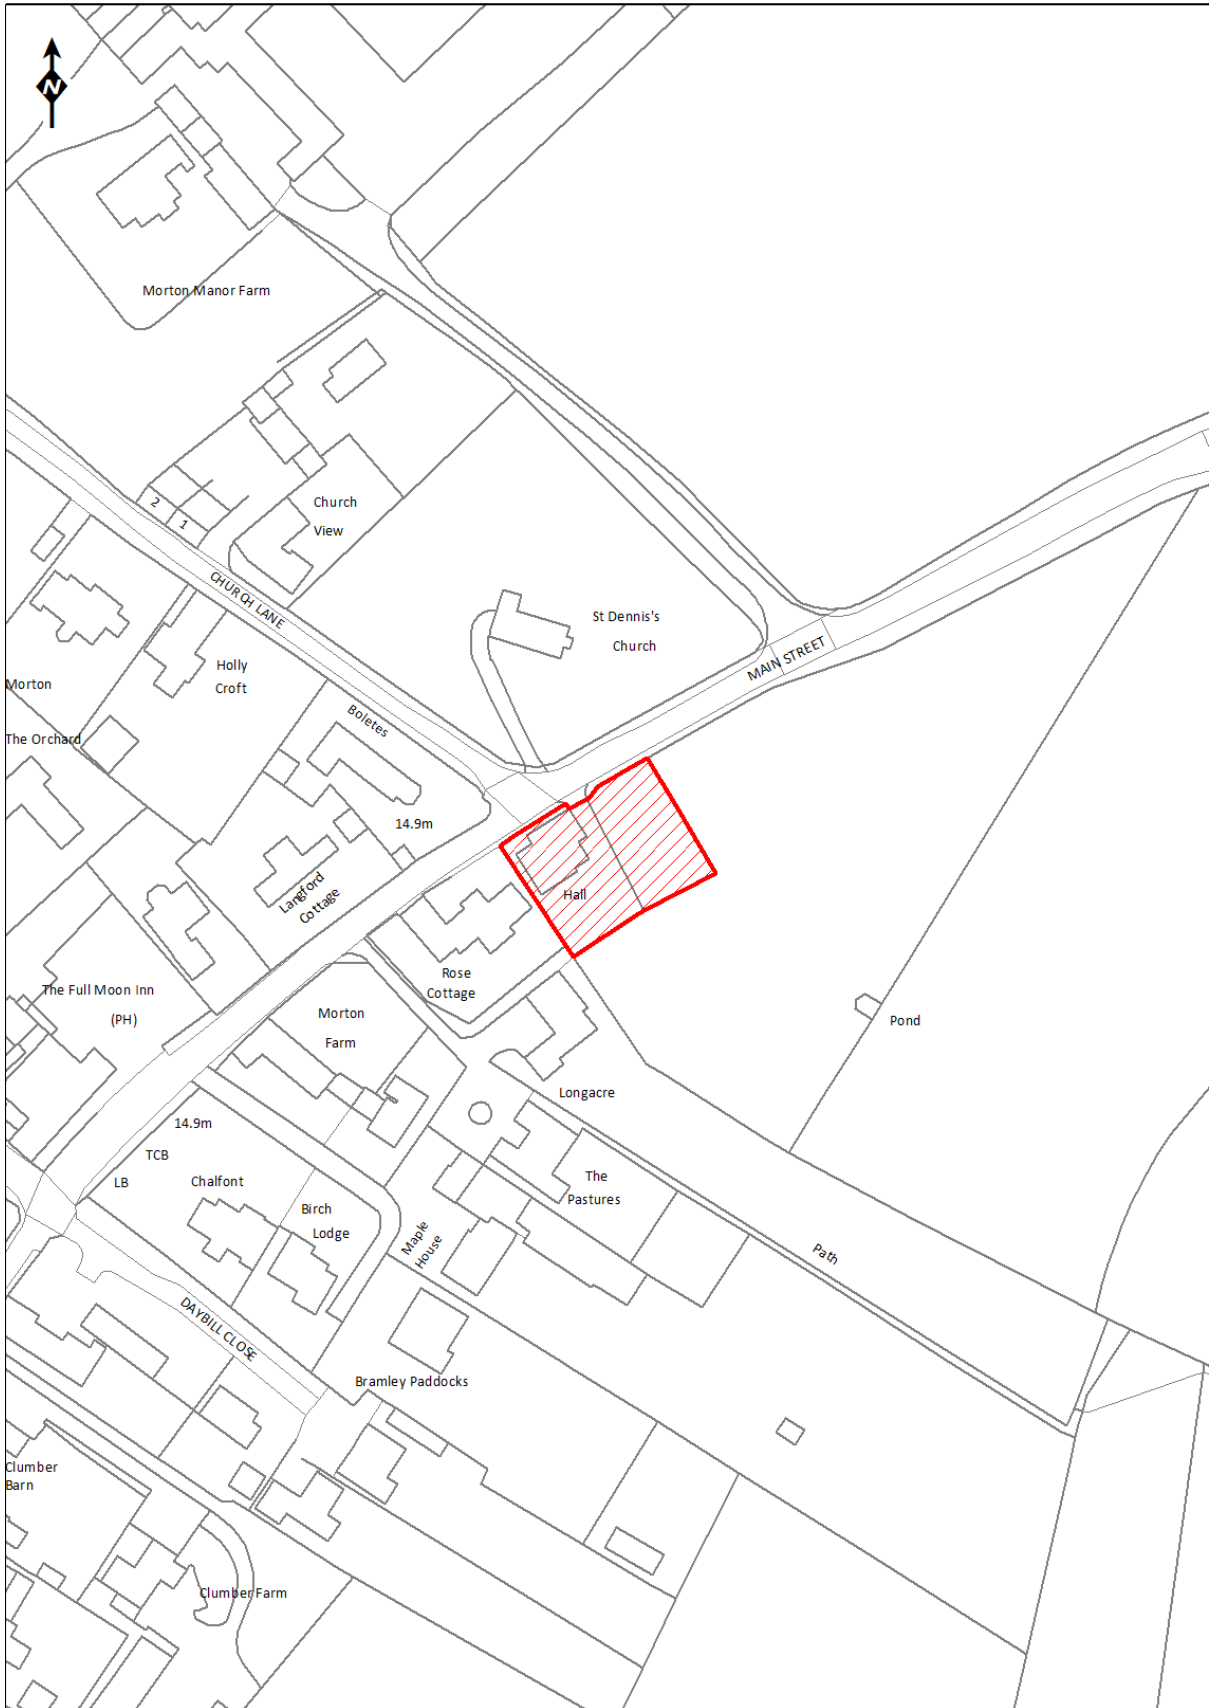 N
Morton Manor Farm
Church
View
2
1
CHURCH LANE
St Dennis's
Church
MAIN STREET
Holly
Croft
Morton
Boletes
The Orchard
14.9m
Langford
Cottage
Hall
Rose
Cottage
The Full Moon Inn
(PH)
Morton
Farm
Pond
Longacre
14.9m
TCB
LB
Chalfont
The
Pastures
Birch
Lodge
Maple
House
Path
DAYBILL CLOSE
Bramley Paddocks
Clumber
Barn
Clumber Farm